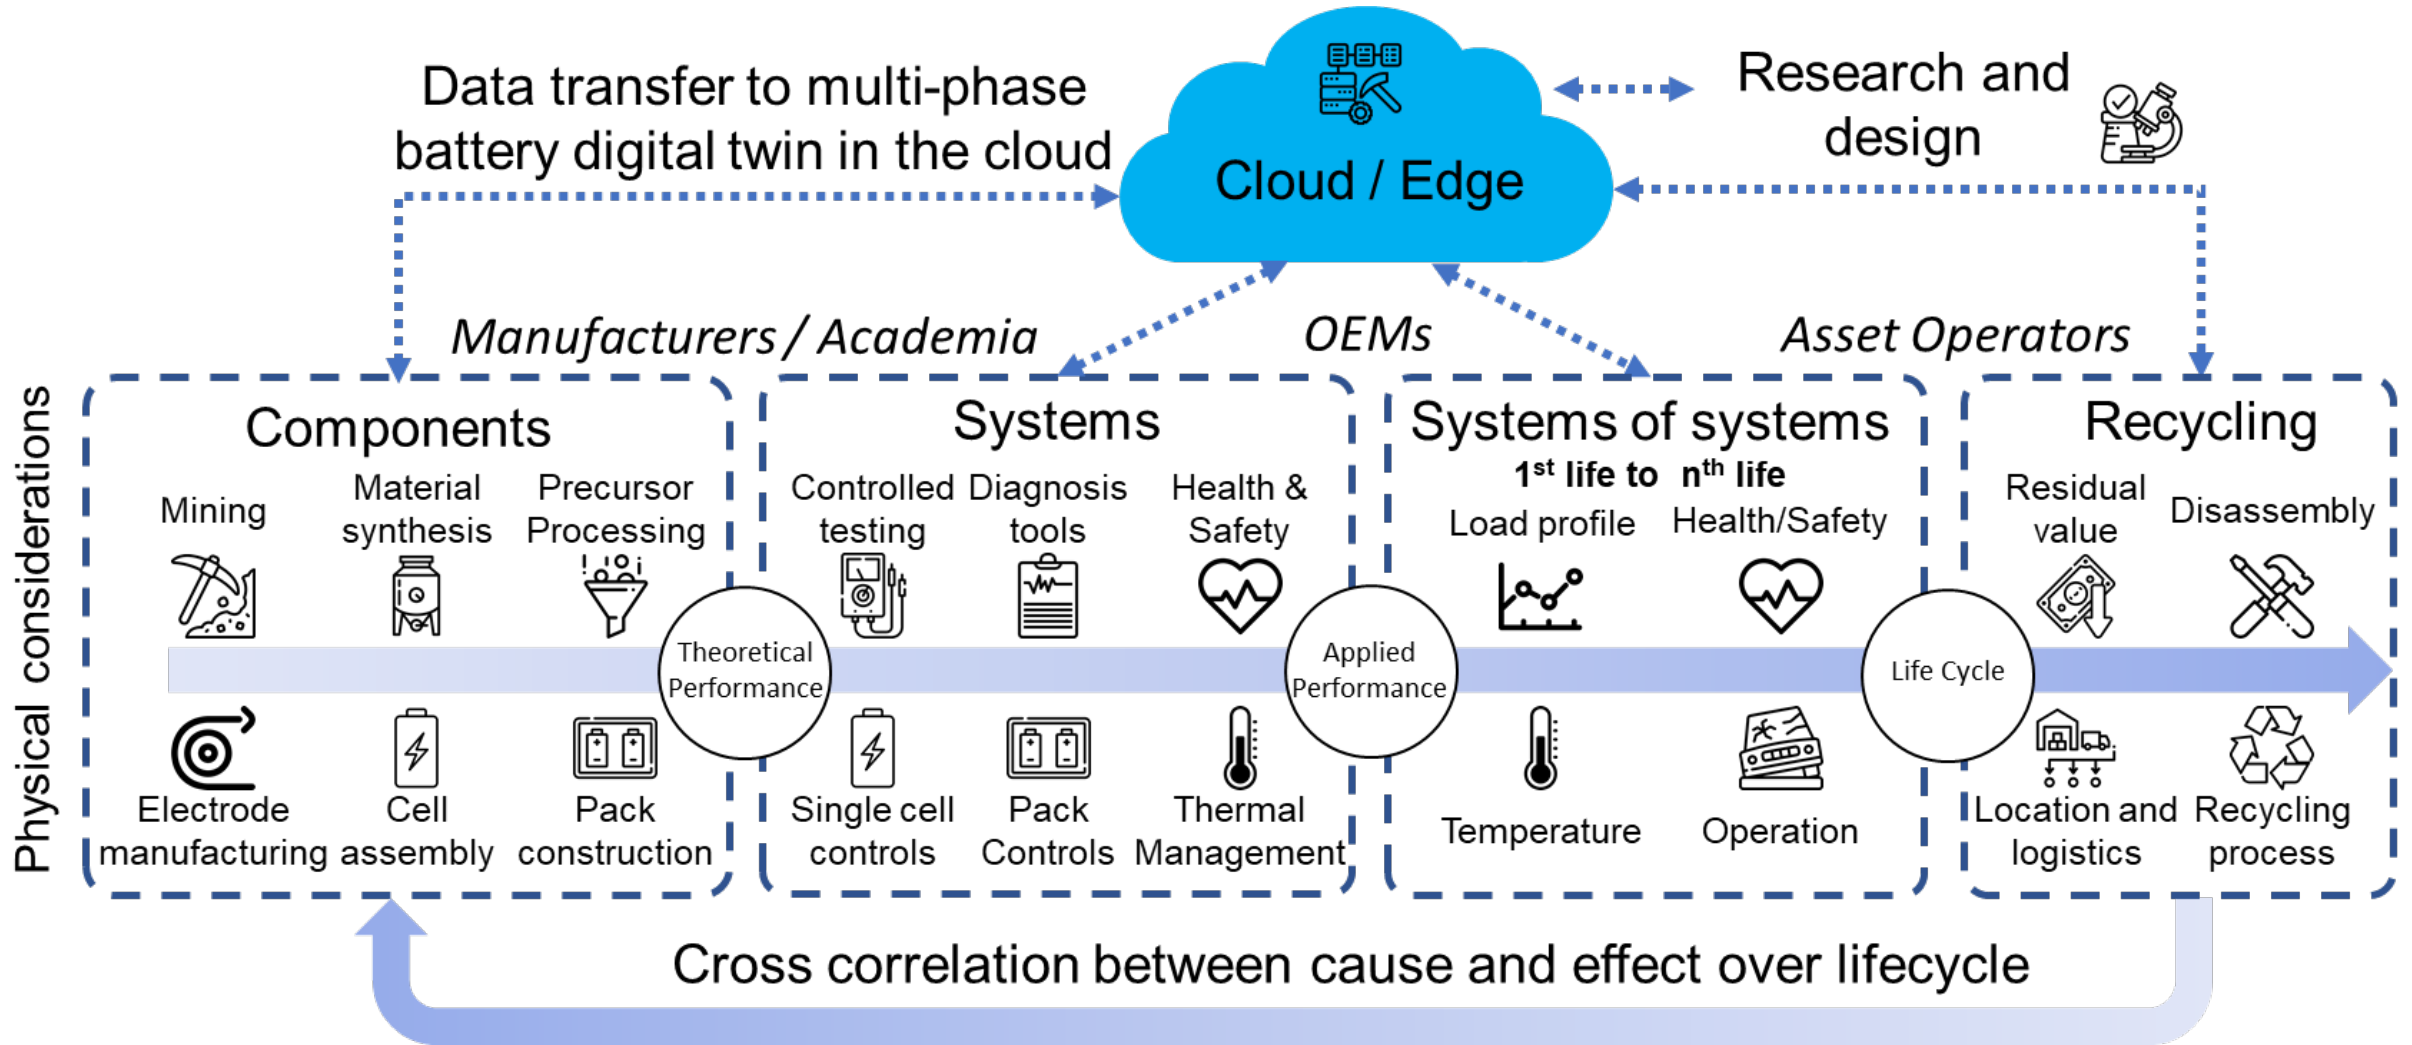 Data transfer to multi-phase
battery digital twin in the cloud
Cloud / Edge
Research and
design
Manufacturers / Academia
OEMs
Asset Operators
Physical considerations
Components
Mining
Material
synthesis
Precursor
Processing
Electrode
manufacturing
Cell
assembly
Pack
construction
Theoretical
Performance
Systems
Controlled
testing
Diagnosis
tools
Health &
Safety
Single cell
controls
Pack
Controls
Thermal
Management
Applied
Performance
Systems of systems
1st life to nth life
Load profile
Health/Safety
Temperature
Operation
Life Cycle
Recycling
Residual
value
Disassembly
Location and
logistics
Recycling
process
Cross correlation between cause and effect over lifecycle